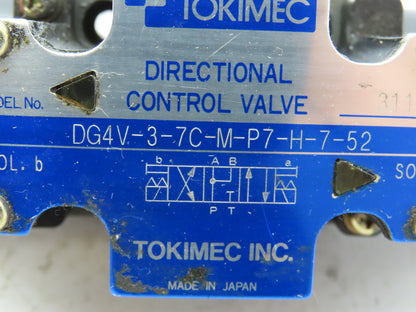 TOKIMEC
DIRECTIONAL
DEL No. CONTROL VALVE 311
DG4V-3-7C-M-P7-H-7-52
OL. b b A B a SO
P T
TOKIMEC INC.
MADE IN JAPAN